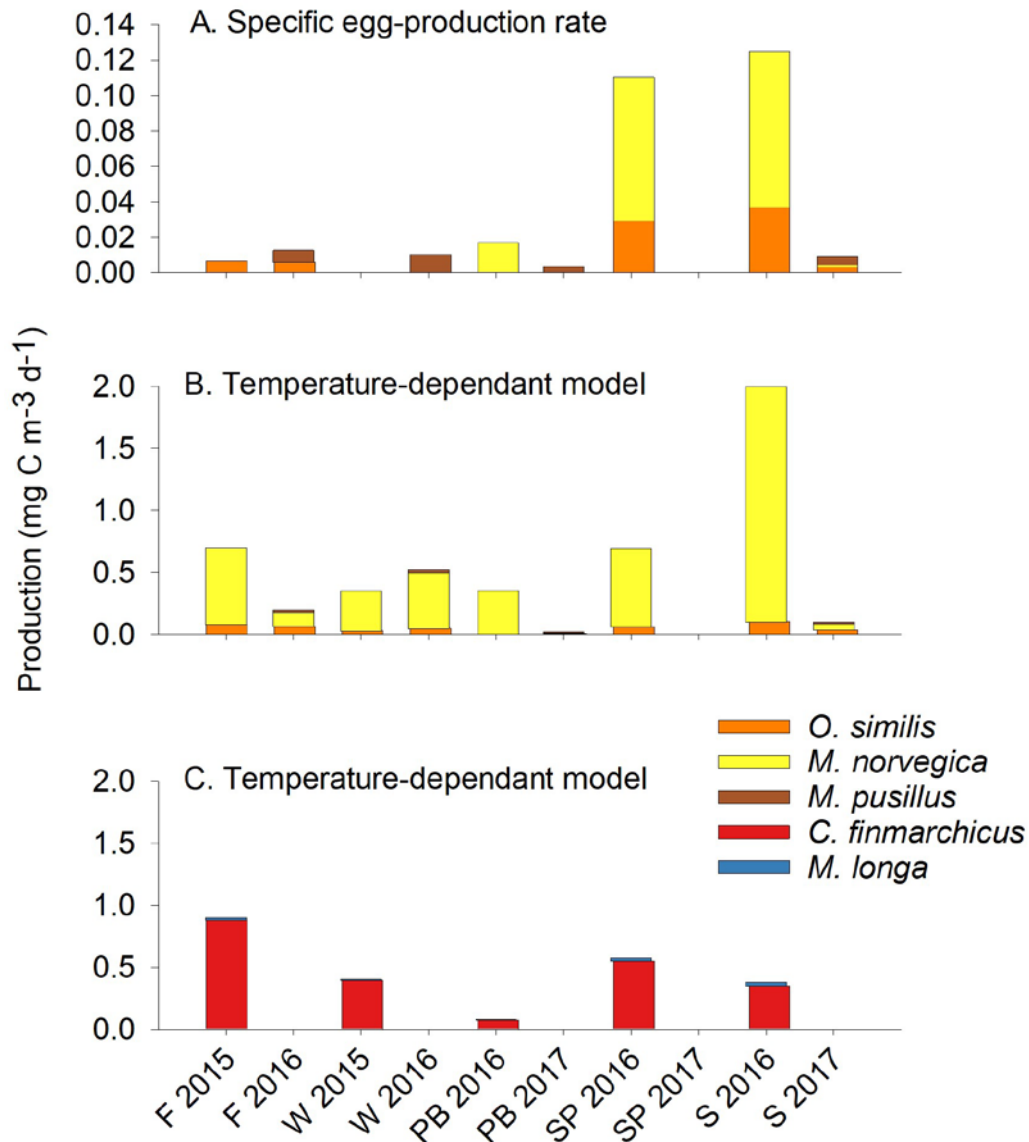 A. Specific egg-production rate
0.14
0.12
0.10
0.08
0.06
0.04
0.02
0.00
Production (mg C m-3 d-1)
B. Temperature-dependant model
2.0
1.5
1.0
0.5
0.0
O. similis
M. norvegica
M. pusillus
C. finmarchicus
M. longa
C. Temperature-dependant model
2.0
1.5
1.0
0.5
0.0
F 2015
F 2016
W 2015
W 2016
PB 2016
PB 2017
SP 2016
SP 2017
S 2016
S 2017